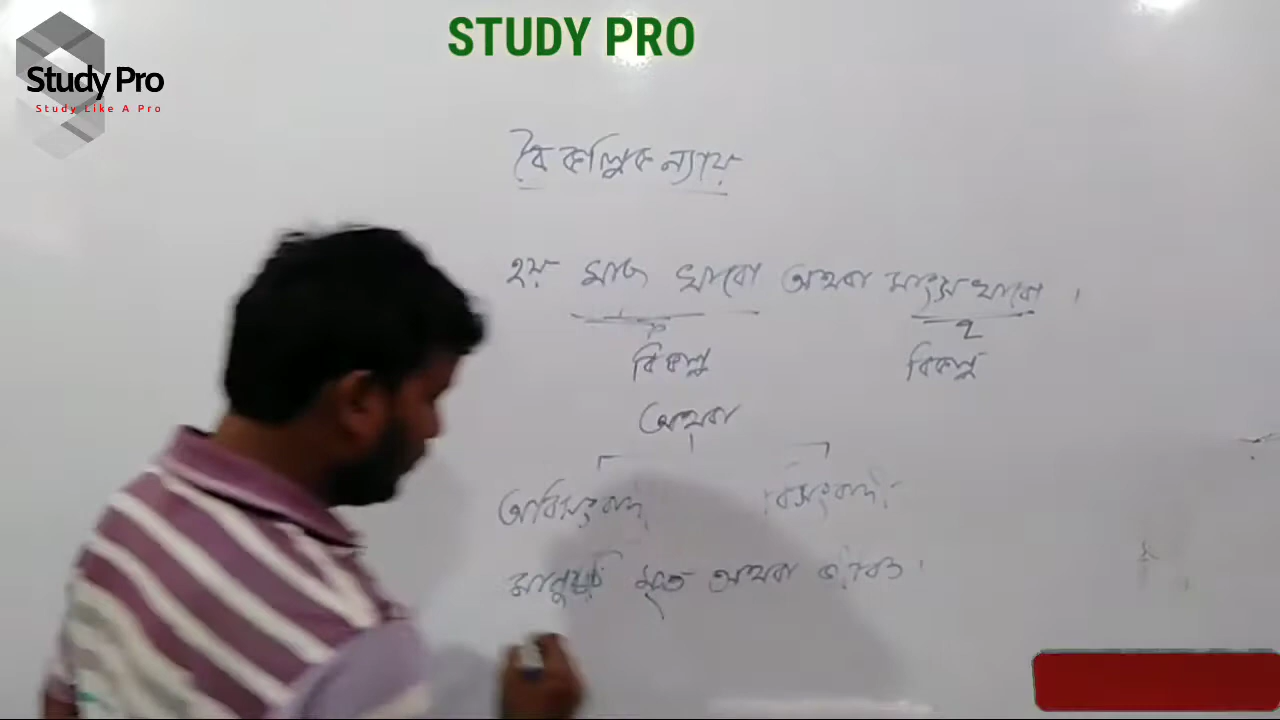 STUDY PRO
Study Pro
Study Like A Pro
বৈকল্পিক ন্যায়
হয় মাছ খাবো অথবা মাংস খাবো ।
p q
বিকল্প বিকল্প
অথবা
অবিসংবাদী বিসংবাদী
মানুষটি মৃত অথবা জীবিত ।